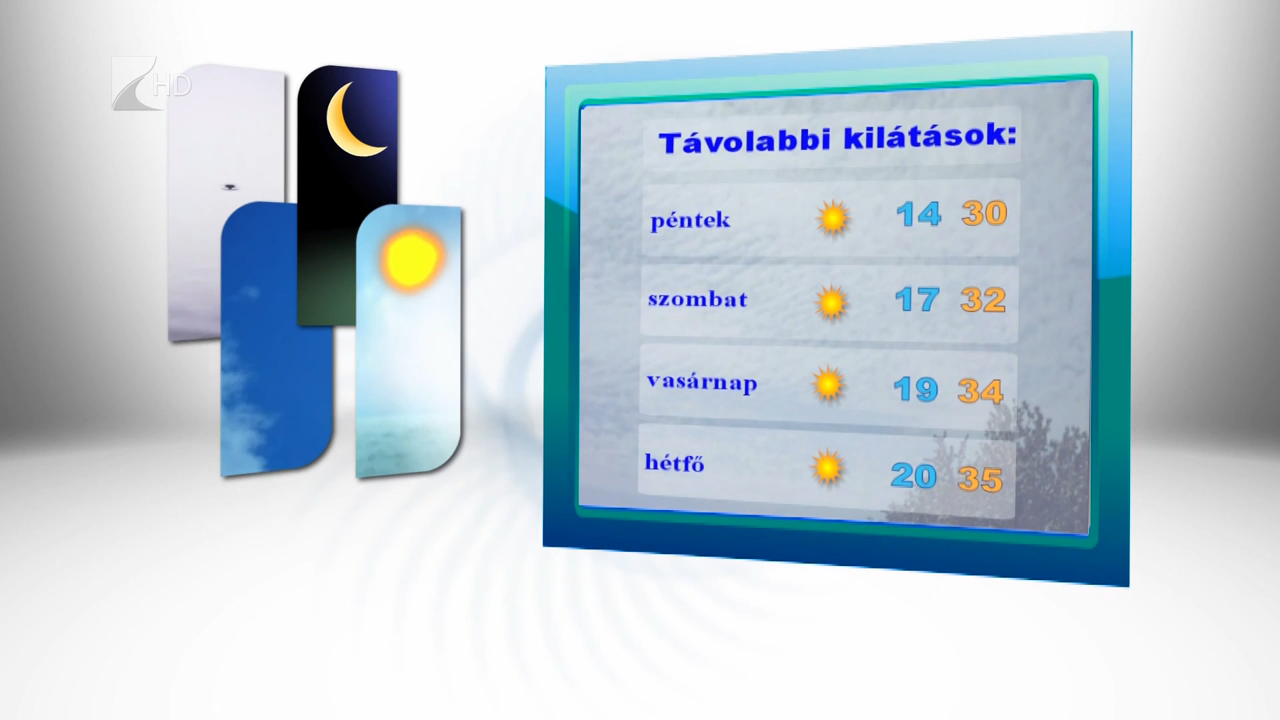 HD
Távolabbi kilátások:
péntek 14 30
szombat 17 32
vasárnap 19 34
hétfő 20 35